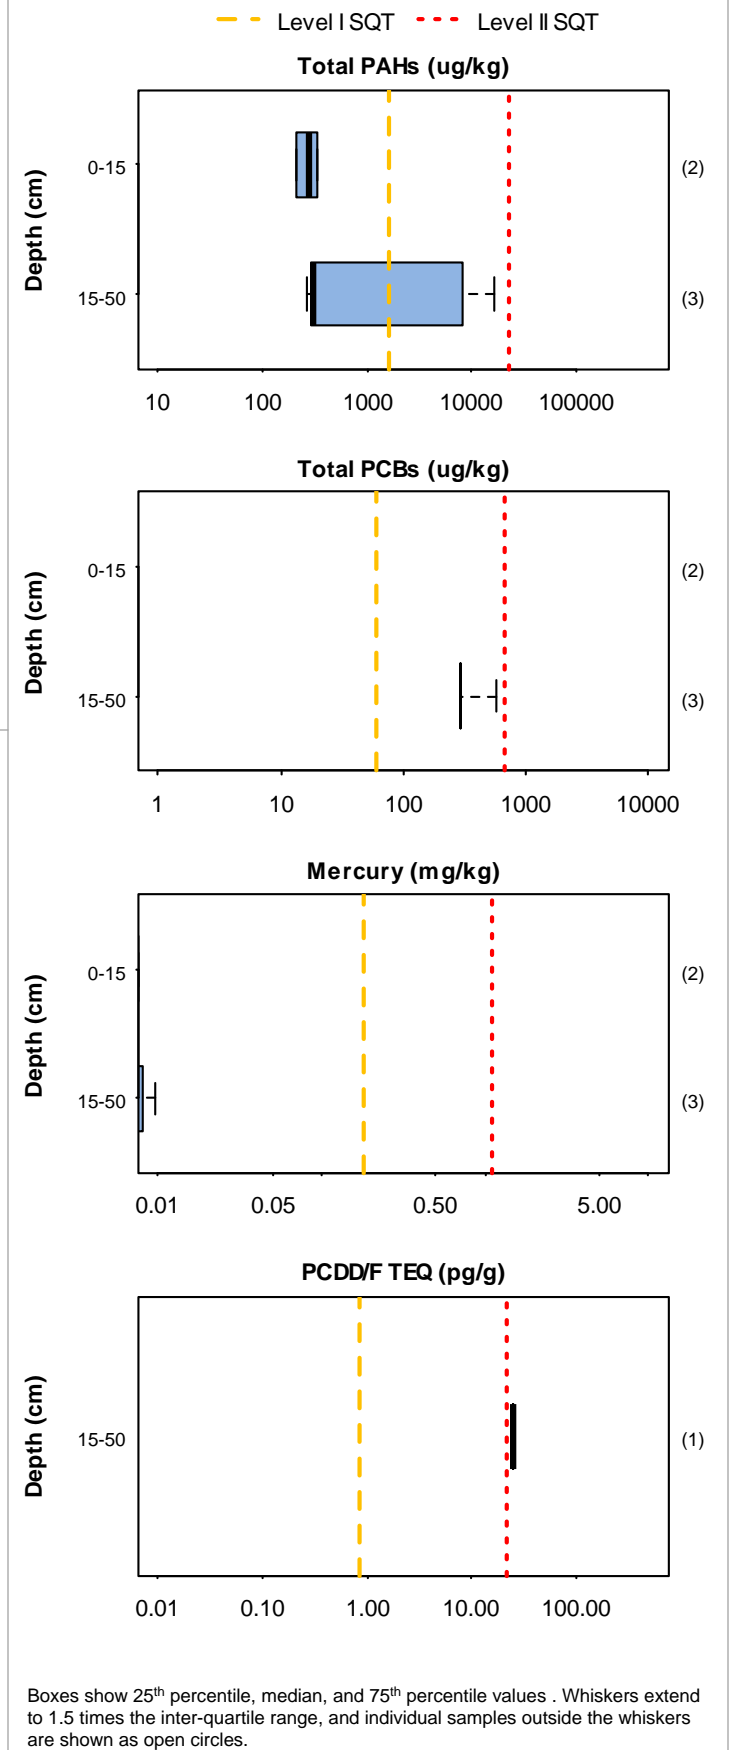 Level I SQT Level II SQT
Total PAHs (ug/kg)
Depth (cm)
0-15 (2)
15-50 (3)
10 100 1000 10000 100000
Total PCBs (ug/kg)
Depth (cm)
0-15 (2)
15-50 (3)
1 10 100 1000 10000
Mercury (mg/kg)
Depth (cm)
0-15 (2)
15-50 (3)
0.01 0.05 0.50 5.00
PCDD/F TEQ (pg/g)
Depth (cm)
15-50 (1)
0.01 0.10 1.00 10.00 100.00
Boxes show 25th percentile, median, and 75th percentile values . Whiskers extend
to 1.5 times the inter-quartile range, and individual samples outside the whiskers
are shown as open circles.